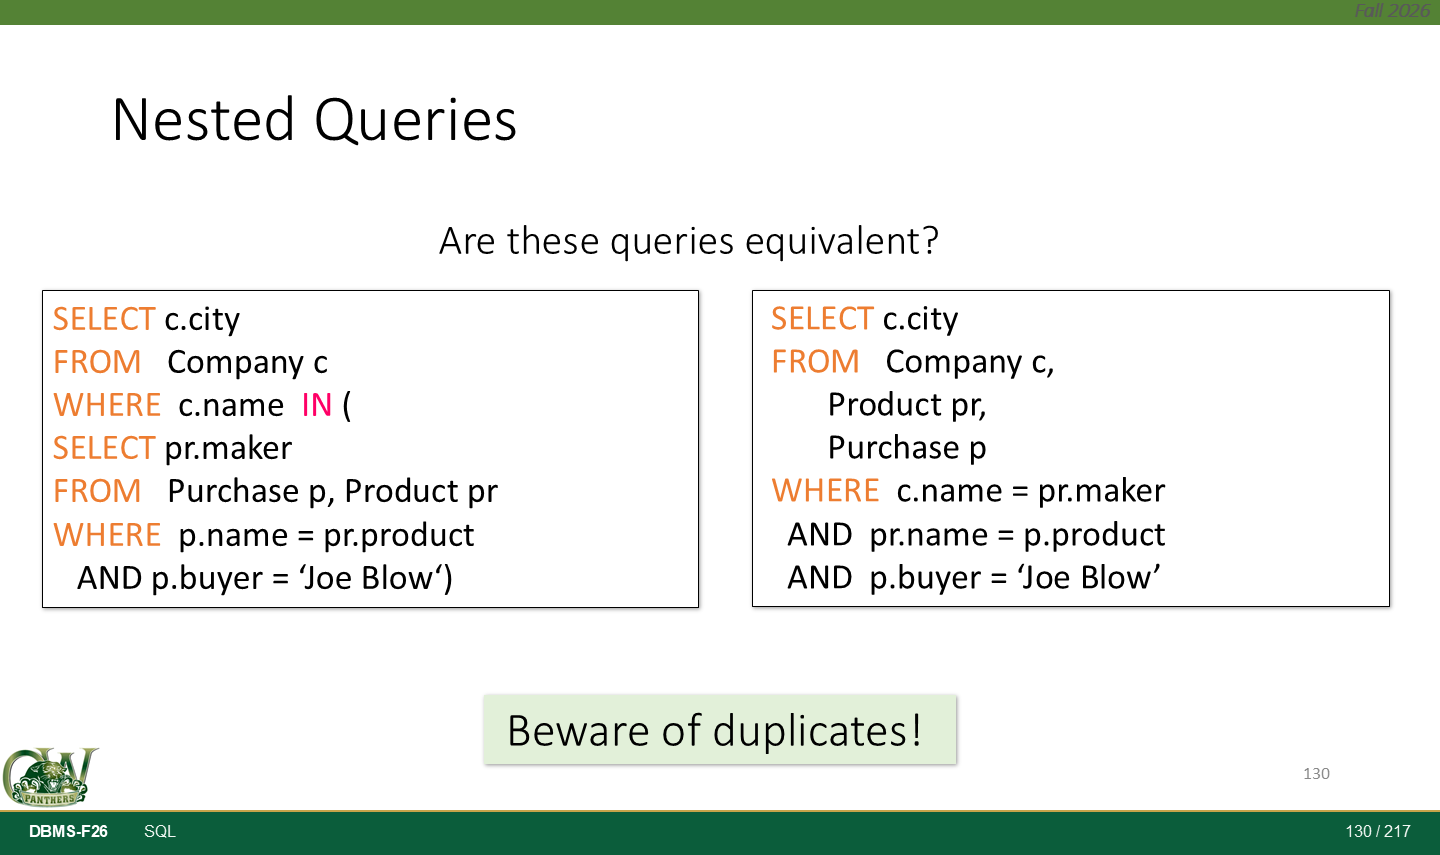 Fall 2026
Nested Queries
Are these queries equivalent?
SELECT c.city
FROM Company c
WHERE c.name IN (
SELECT pr.maker
FROM Purchase p, Product pr
WHERE p.name = pr.product
AND p.buyer = ‘Joe Blow‘)
SELECT c.city
FROM Company c,
Product pr,
Purchase p
WHERE c.name = pr.maker
AND pr.name = p.product
AND p.buyer = ‘Joe Blow’
Beware of duplicates!
130
CW
PANTHERS
DBMS-F26 SQL 130 / 217